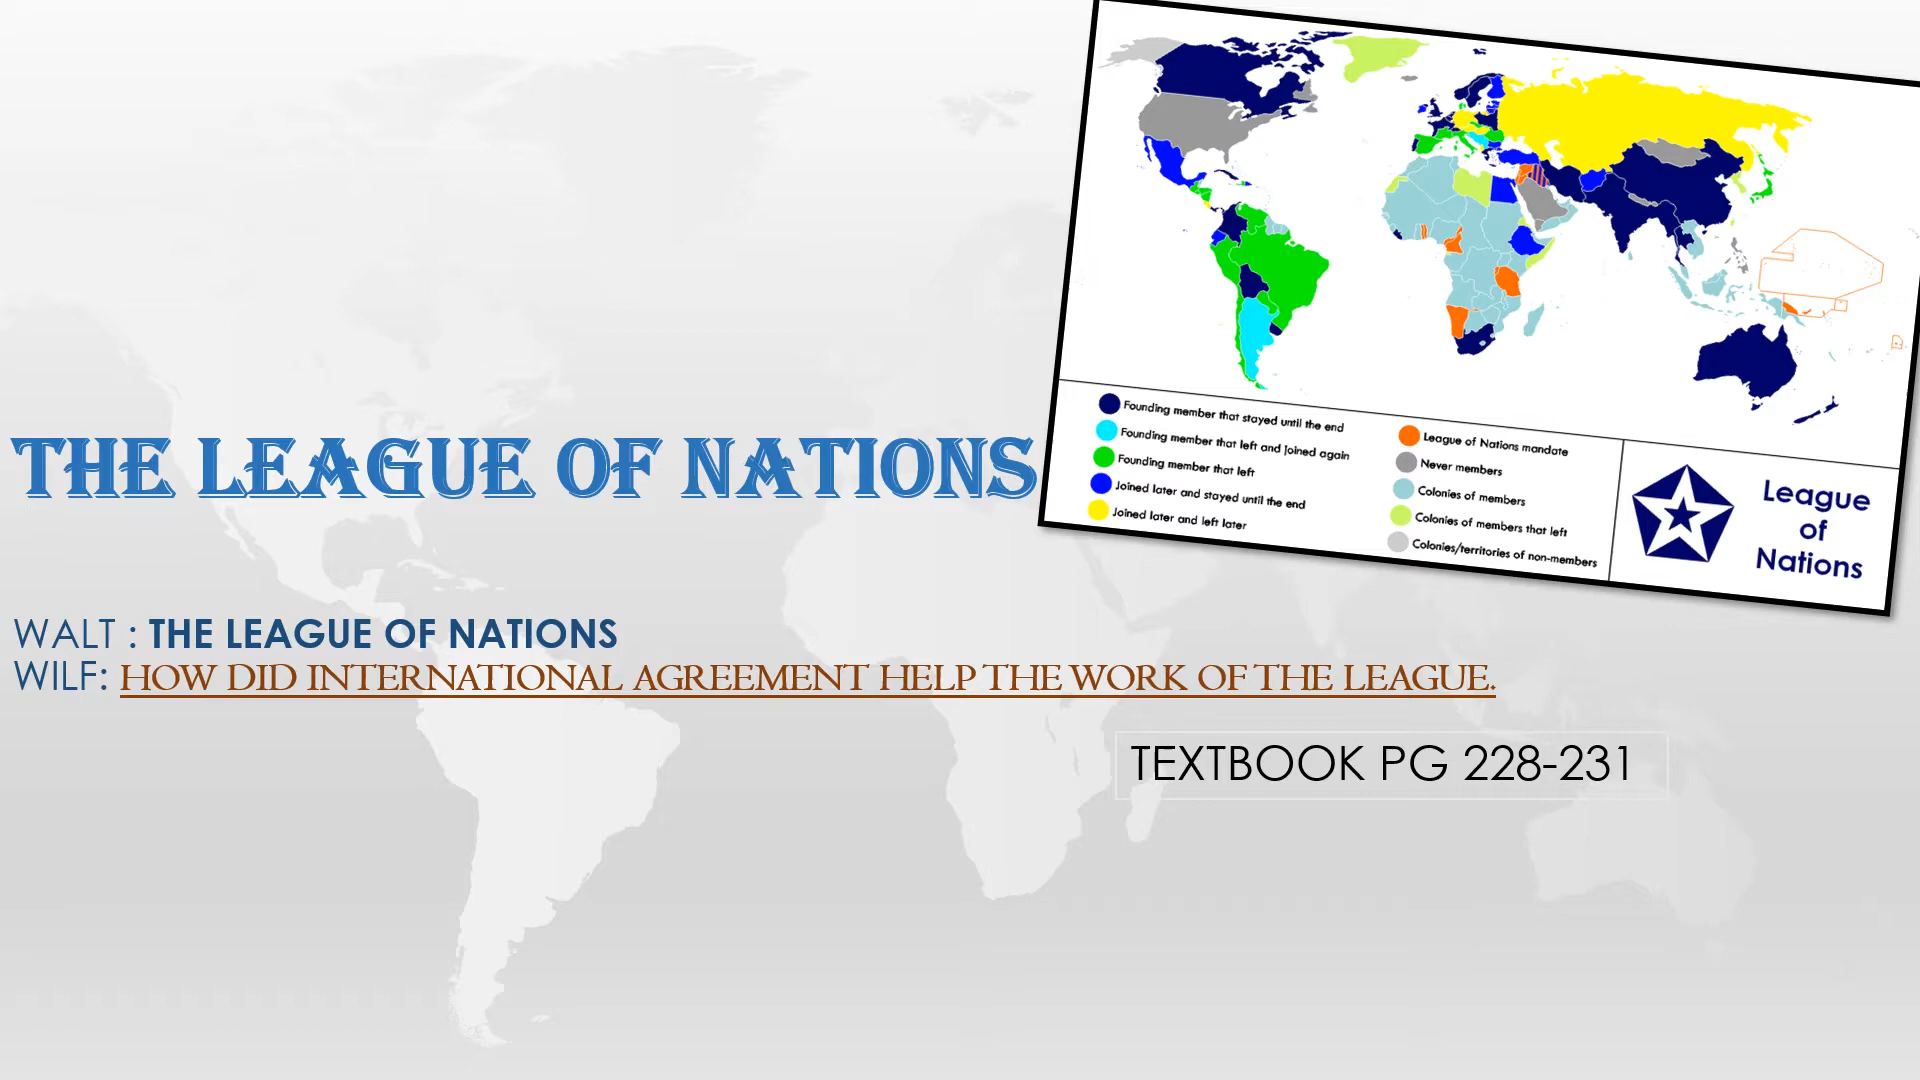 THE LEAGUE OF NATIONS
WALT : THE LEAGUE OF NATIONS
WILF: HOW DID INTERNATIONAL AGREEMENT HELP THE WORK OF THE LEAGUE.
TEXTBOOK PG 228-231
Founding member that stayed until the end
Founding member that left and joined again
Founding member that left
Joined later and stayed until the end
Joined later and left later
League of Nations mandate
Never members
Colonies of members
Colonies of members that left
Colonies/territories of non-members
League
of
Nations